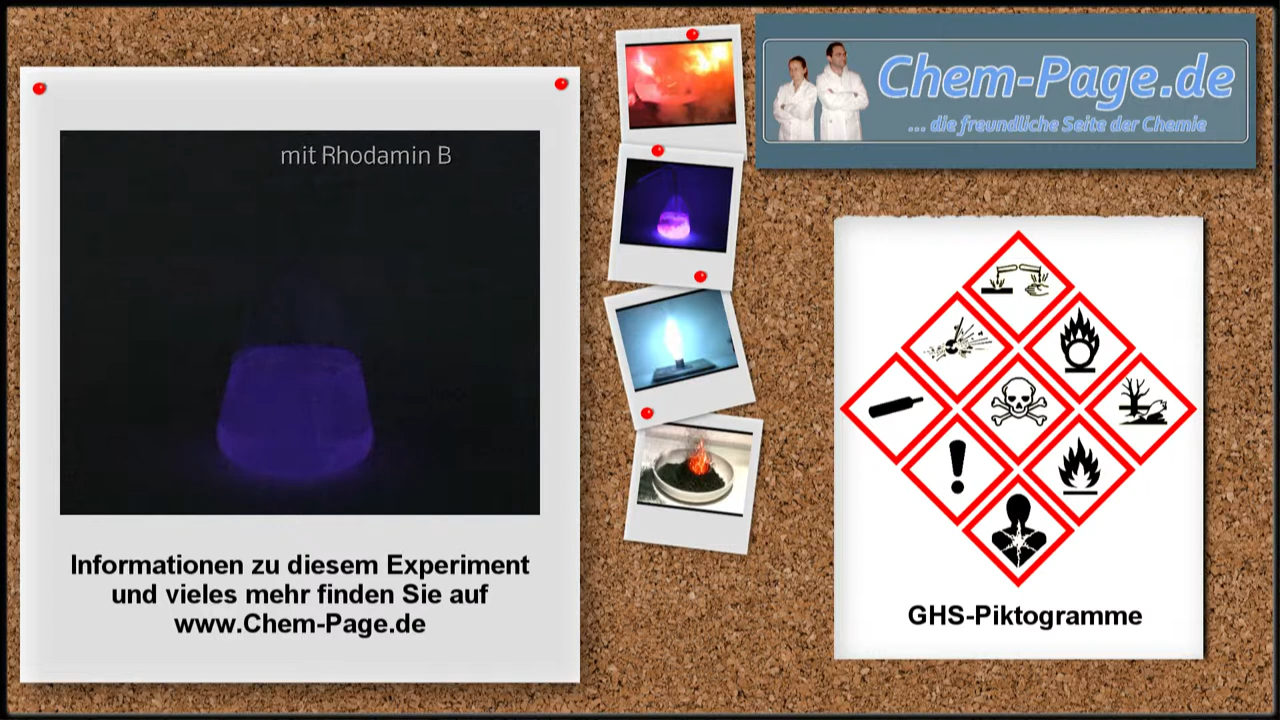 mit Rhodamin B
Informationen zu diesem Experiment
und vieles mehr finden Sie auf
www.Chem-Page.de
Chem-Page.de
... die freundliche Seite der Chemie
GHS-Piktogramme